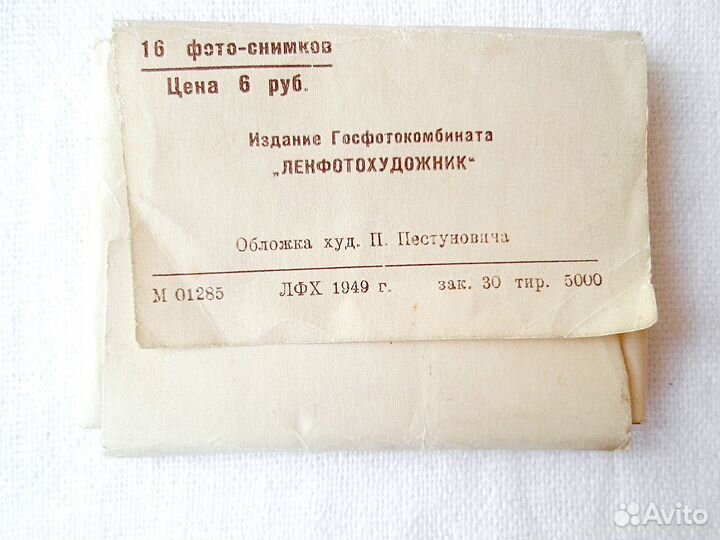 16 фото-снимков
Цена 6 руб.
Издание Госфотокомбината
„ЛЕНФОТОХУДОЖНИК“
Обложка худ. П. Пестуновича
М 01285 ЛФХ 1949 г. зак. 30 тир. 5000
Avito